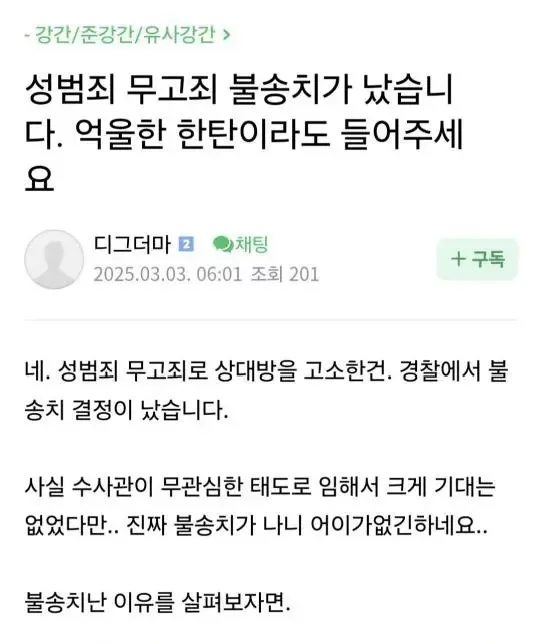 - 강간/준강간/유사강간 >
성범죄 무고죄 불송치가 났습니
다. 억울한 한탄이라도 들어주세
요
디그더마 2 채팅
2025.03.03. 06:01 조회 201
+ 구독
네. 성범죄 무고죄로 상대방을 고소한건. 경찰에서 불
송치 결정이 났습니다.
사실 수사관이 무관심한 태도로 임해서 크게 기대는
없었다만.. 진짜 불송치가 나니 어이가없긴하네요..
불송치난 이유를 살펴보자면.